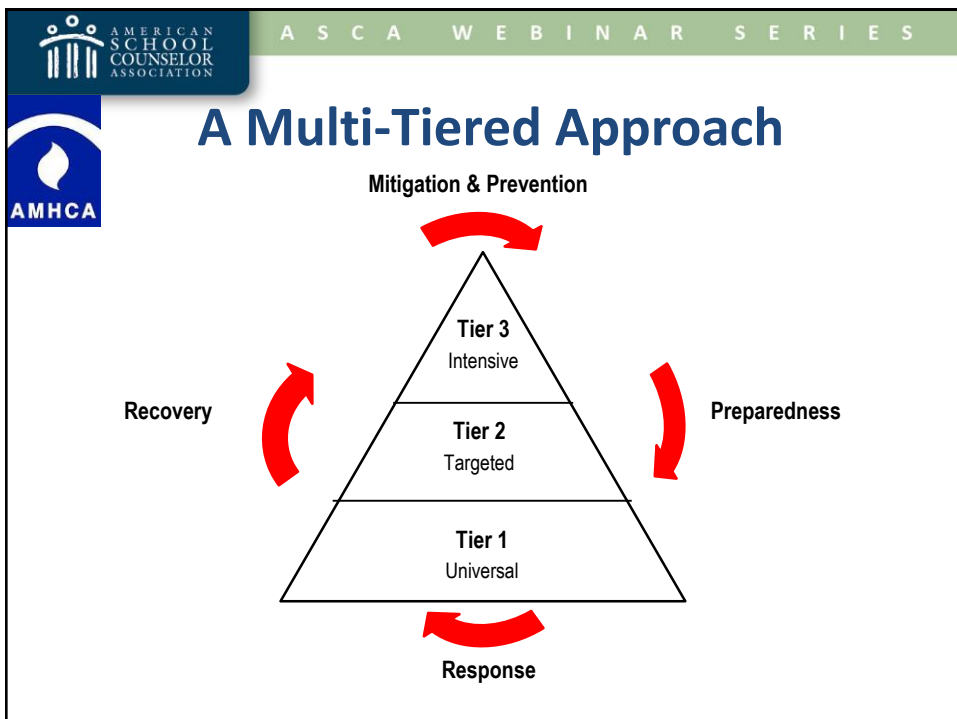 AMERICAN
SCHOOL
COUNSELOR
ASSOCIATION
ASCA WEBINAR SERIES
AMHCA
A Multi-Tiered Approach
Mitigation & Prevention
Tier 3
Intensive
Recovery
Preparedness
Tier 2
Targeted
Tier 1
Universal
Response